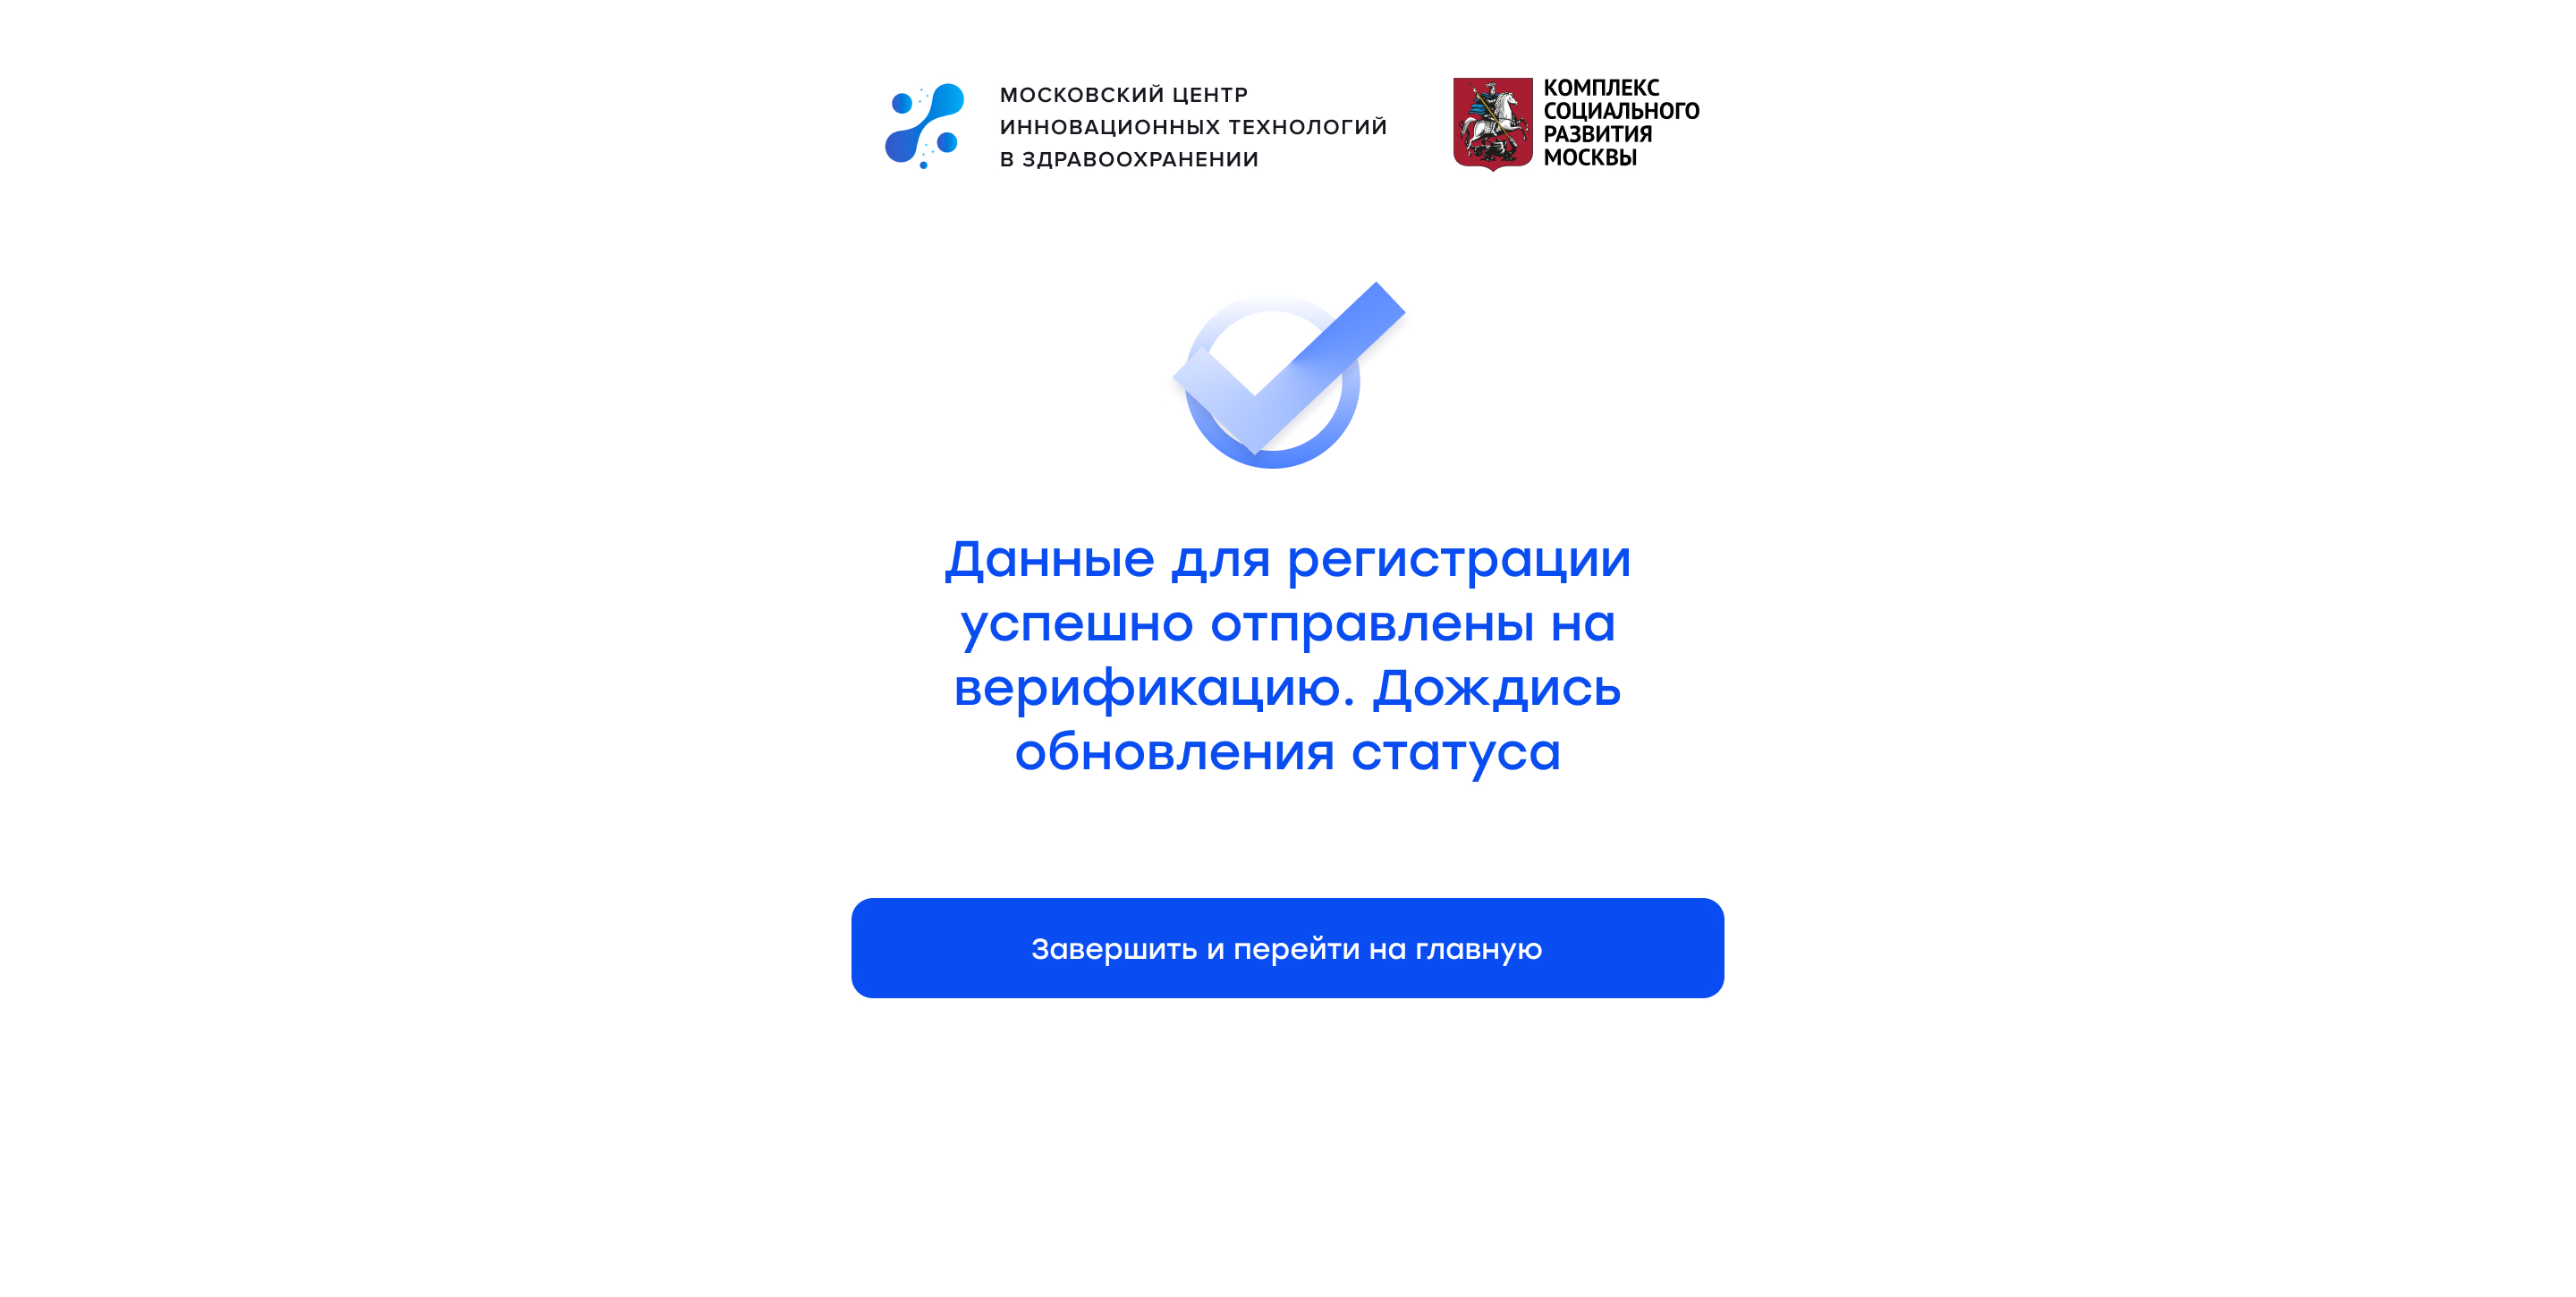 МОСКОВСКИЙ ЦЕНТР
ИННОВАЦИОННЫХ ТЕХНОЛОГИЙ
В ЗДРАВООХРАНЕНИИ
КОМПЛЕКС
СОЦИАЛЬНОГО
РАЗВИТИЯ
МОСКВЫ
Данные для регистрации
успешно отправлены на
верификацию. Дождись
обновления статуса
Завершить и перейти на главную